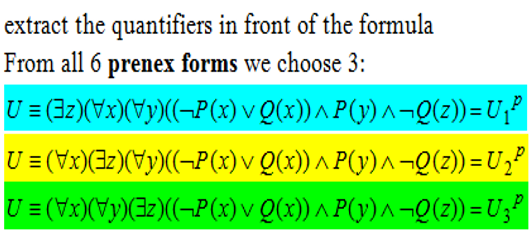 extract the quantifiers in front of the formula
From all 6 prenex forms we choose 3:
U ≡ (∃z)(∀x)(∀y)((¬P(x) ∨ Q(x)) ∧ P(y) ∧ ¬Q(z)) = U₁ᵖ
U ≡ (∀x)(∃z)(∀y)((¬P(x) ∨ Q(x)) ∧ P(y) ∧ ¬Q(z)) = U₂ᵖ
U ≡ (∀x)(∀y)(∃z)((¬P(x) ∨ Q(x)) ∧ P(y) ∧ ¬Q(z)) = U₃ᵖ